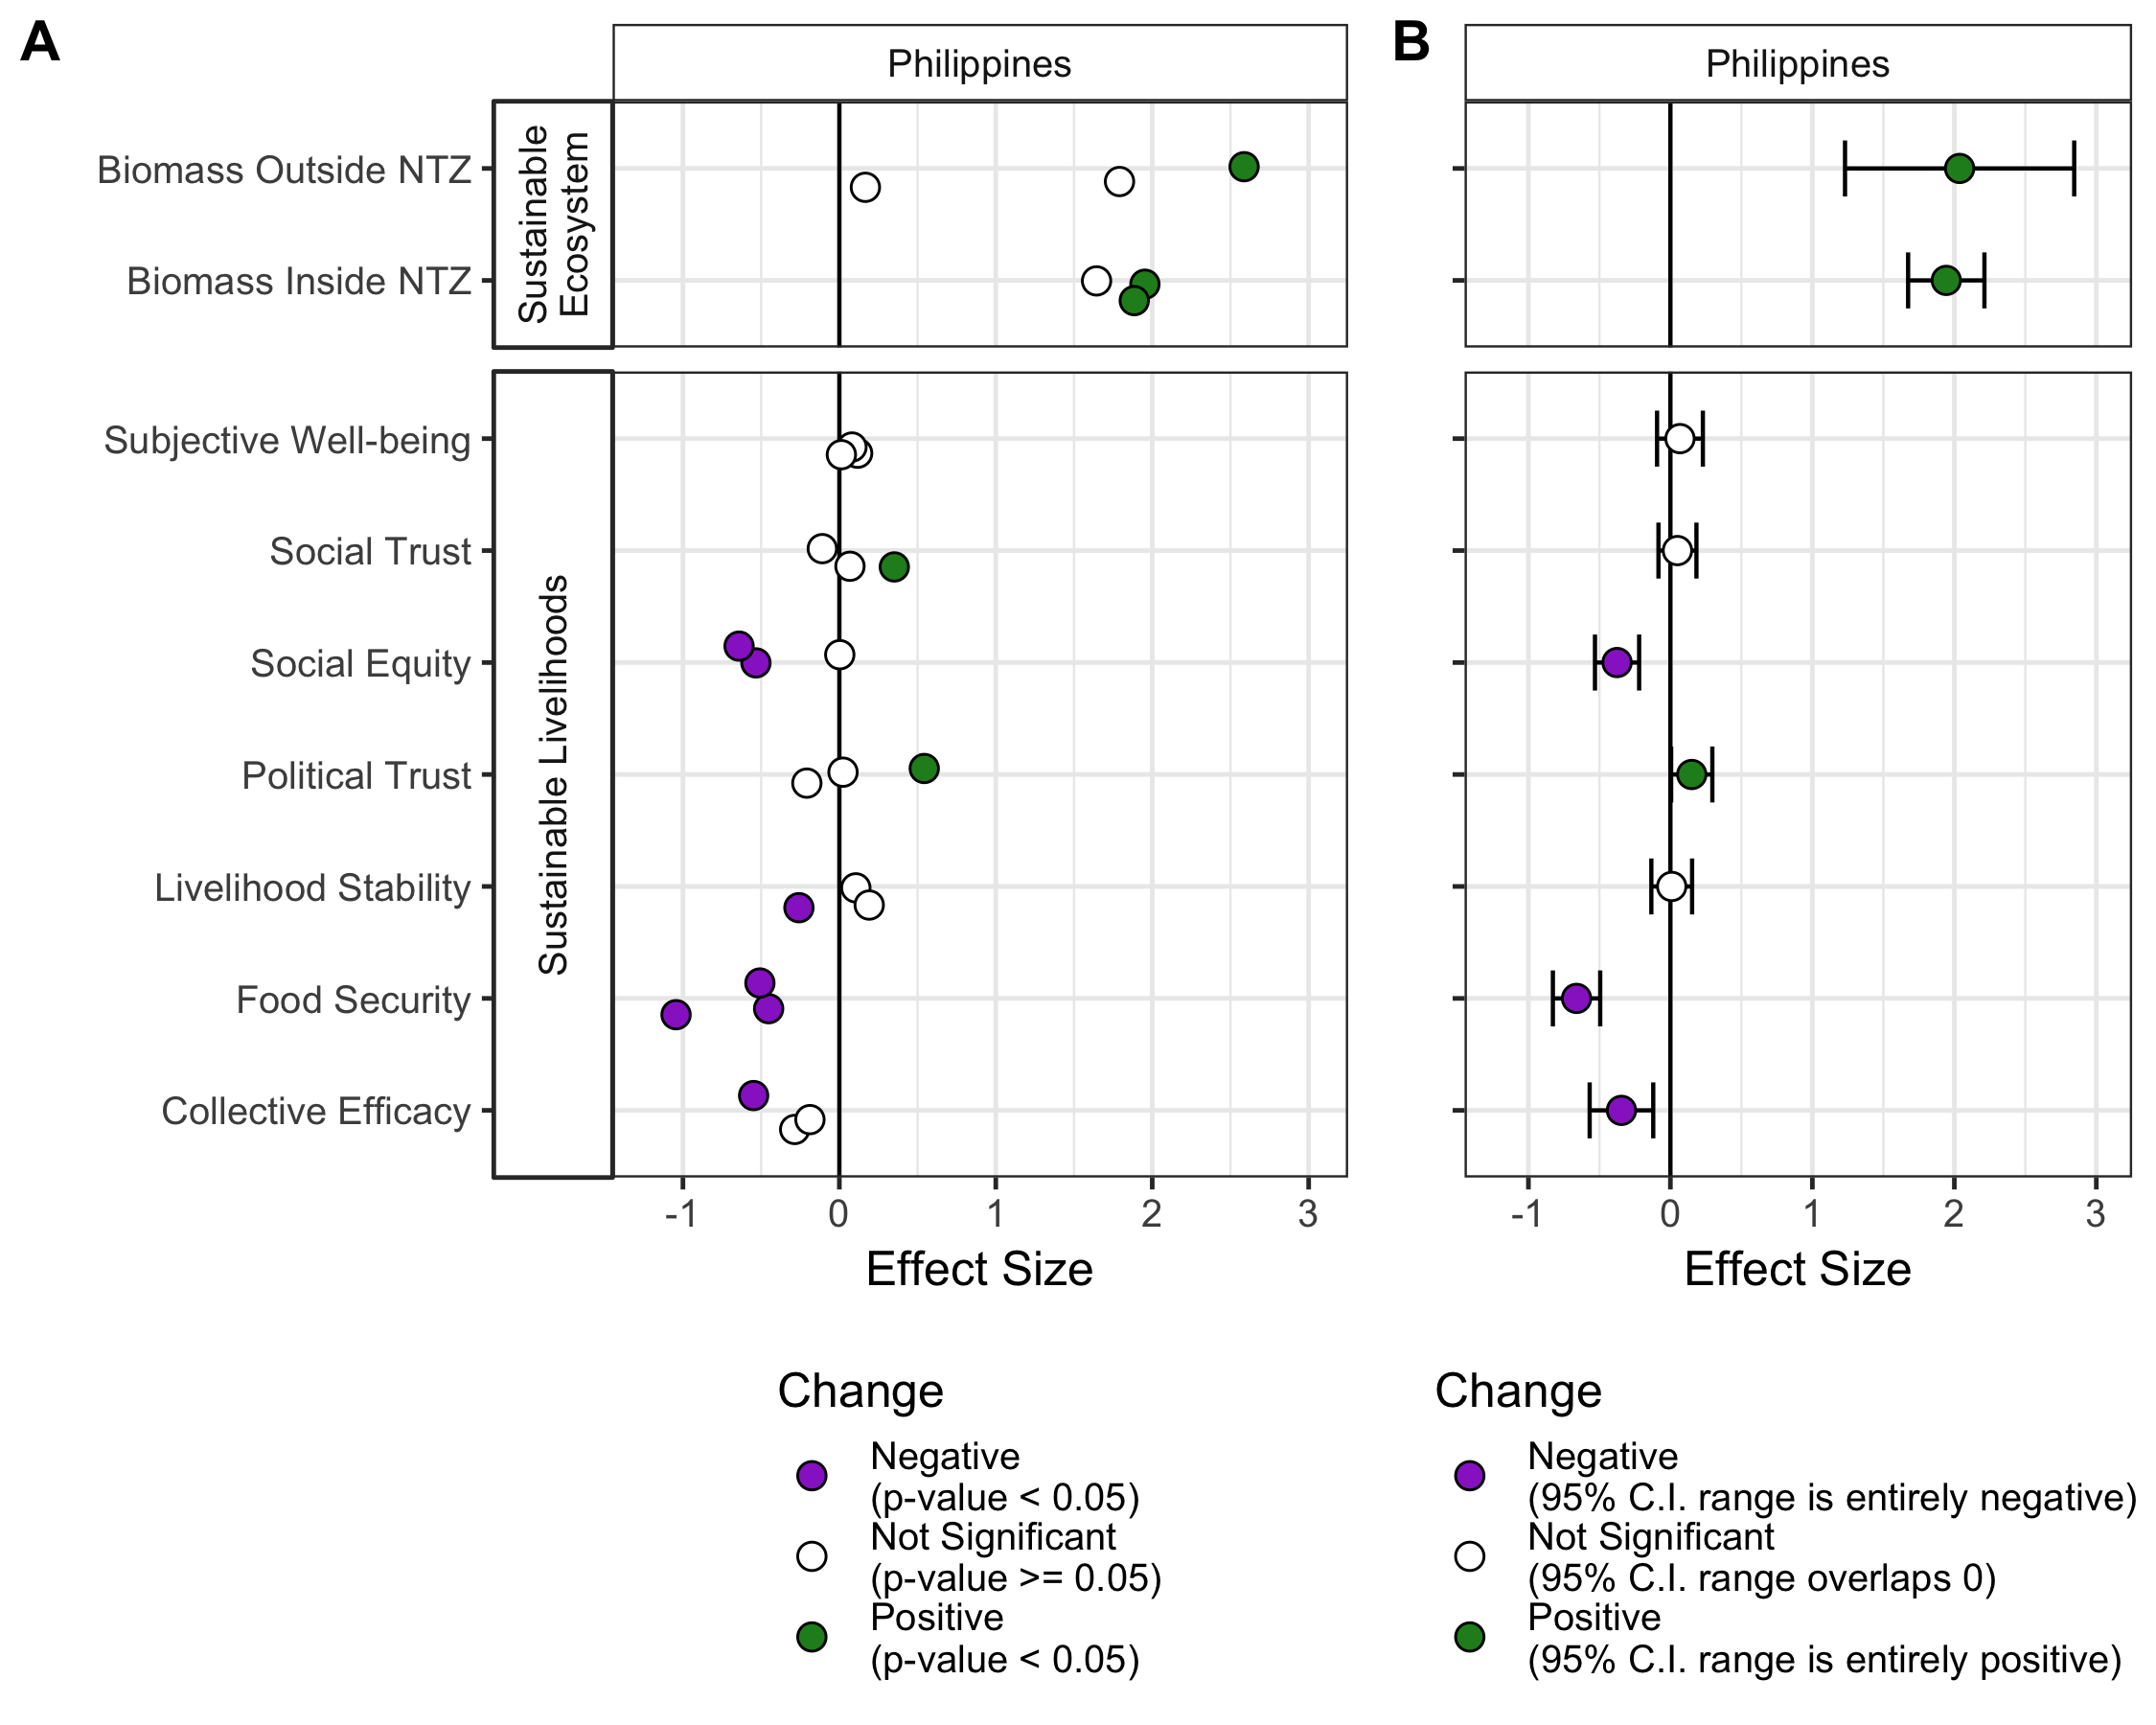 A
B
Philippines
Philippines
Sustainable
Ecosystem
Biomass Outside NTZ
Biomass Inside NTZ
Sustainable Livelihoods
Subjective Well-being
Social Trust
Social Equity
Political Trust
Livelihood Stability
Food Security
Collective Efficacy
-1 0 1 2 3
Effect Size
-1 0 1 2 3
Effect Size
Change
Negative
(p-value < 0.05)
Not Significant
(p-value >= 0.05)
Positive
(p-value < 0.05)
Change
Negative
(95% C.I. range is entirely negative)
Not Significant
(95% C.I. range overlaps 0)
Positive
(95% C.I. range is entirely positive)